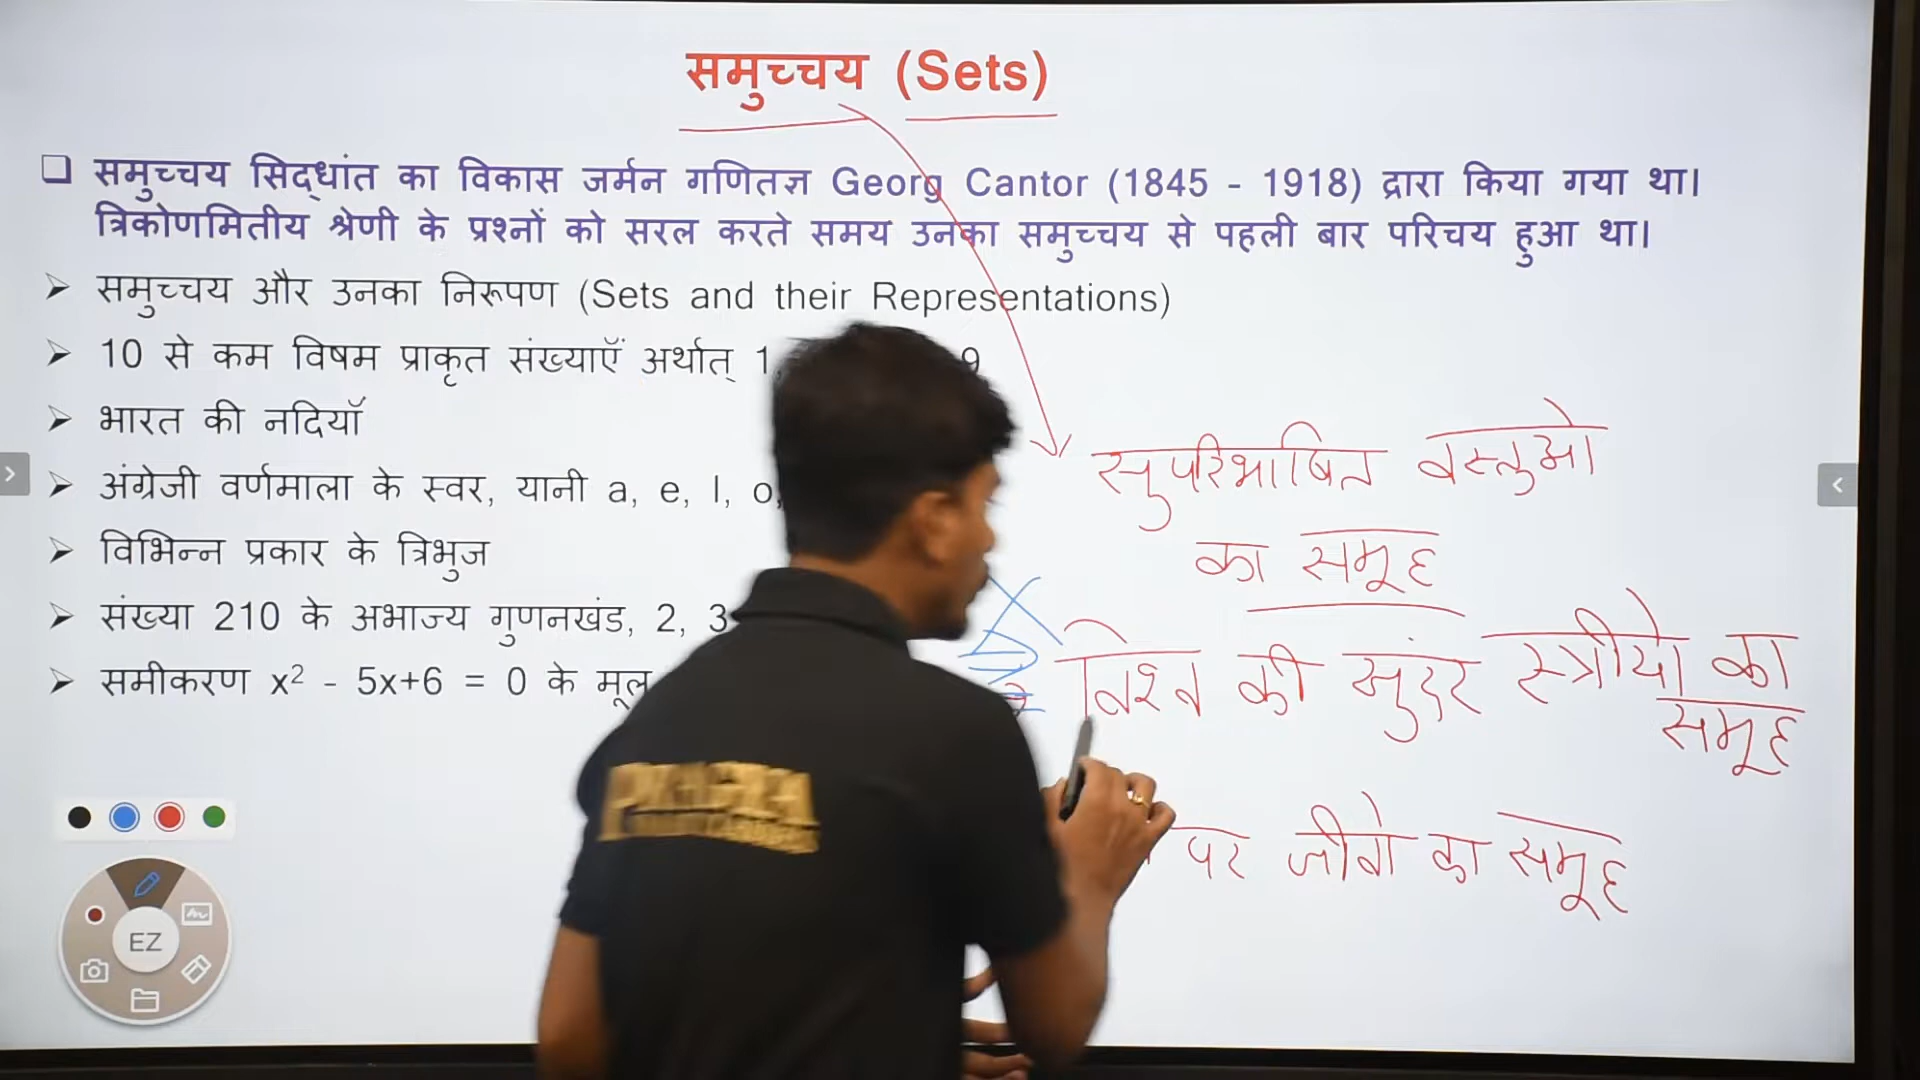 समुच्चय (Sets)
❑ समुच्चय सिद्धांत का विकास जर्मन गणितज्ञ Georg Cantor (1845 - 1918) द्रारा किया गया था।
त्रिकोणमितीय श्रेणी के प्रश्नों को सरल करते समय उनका समुच्चय से पहली बार परिचय हुआ था।
➢ समुच्चय और उनका निरूपण (Sets and their Representations)
➢ 10 से कम विषम प्राकृत संख्याऍं अर्थात् 1, 9
➢ भारत की नदियॉ
➢ अंग्रेजी वर्णमाला के स्वर, यानी a, e, I, o,
➢ विभिन्न प्रकार के त्रिभुज
➢ संख्या 210 के अभाज्य गुणनखंड, 2, 3
➢ समीकरण x² - 5x+6 = 0 के मूल
सुपरिभाषित वस्तुओ
का समूह
विश्व की सुंदर स्त्रीयो का
समूह
पर जीवो का समूह
EZ